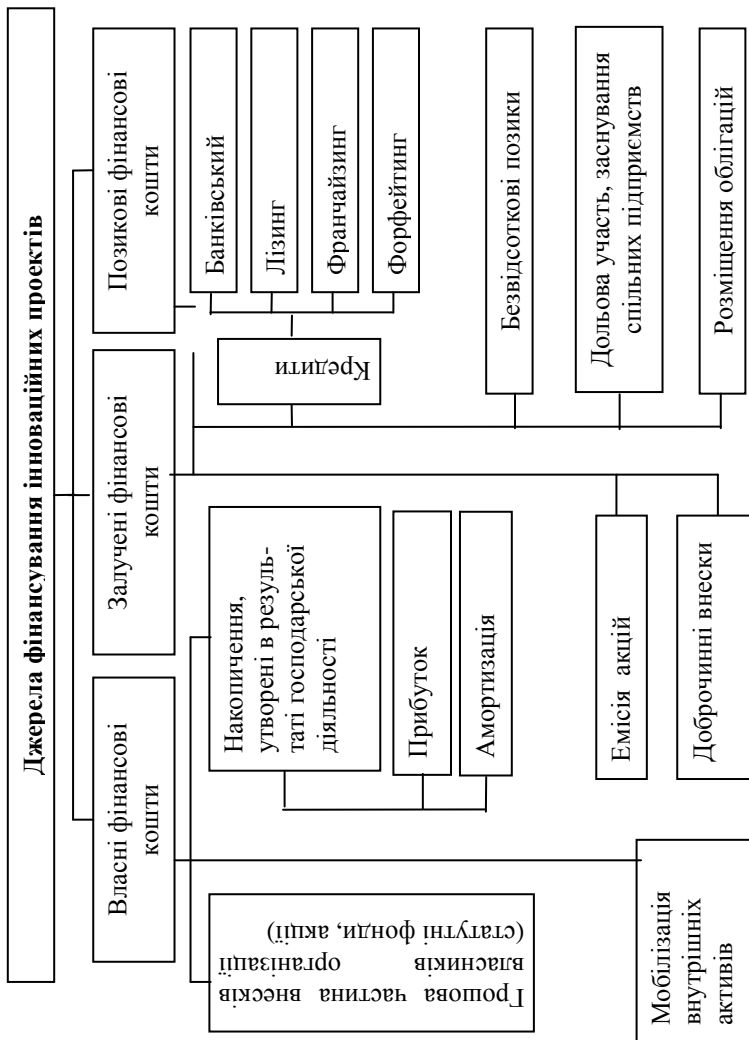 Джерела фінансування інноваційних проектів
Власні фінансові
кошти
Залучені фінансові
кошти
Позикові фінансові
кошти
Грошова частина внесків
власників організації
(статутні фонди, акції)
Накопичення,
утворені в резуль-
таті господарської
діяльності
Прибуток
Амортизація
Мобілізація
внутрішніх
активів
Емісія акцій
Доброчинні внески
Кредити
Банківський
Лізинг
Франчайзинг
Форфейтинг
Безвідсоткові позики
Дольова участь, заснування
спільних підприємств
Розміщення облігацій